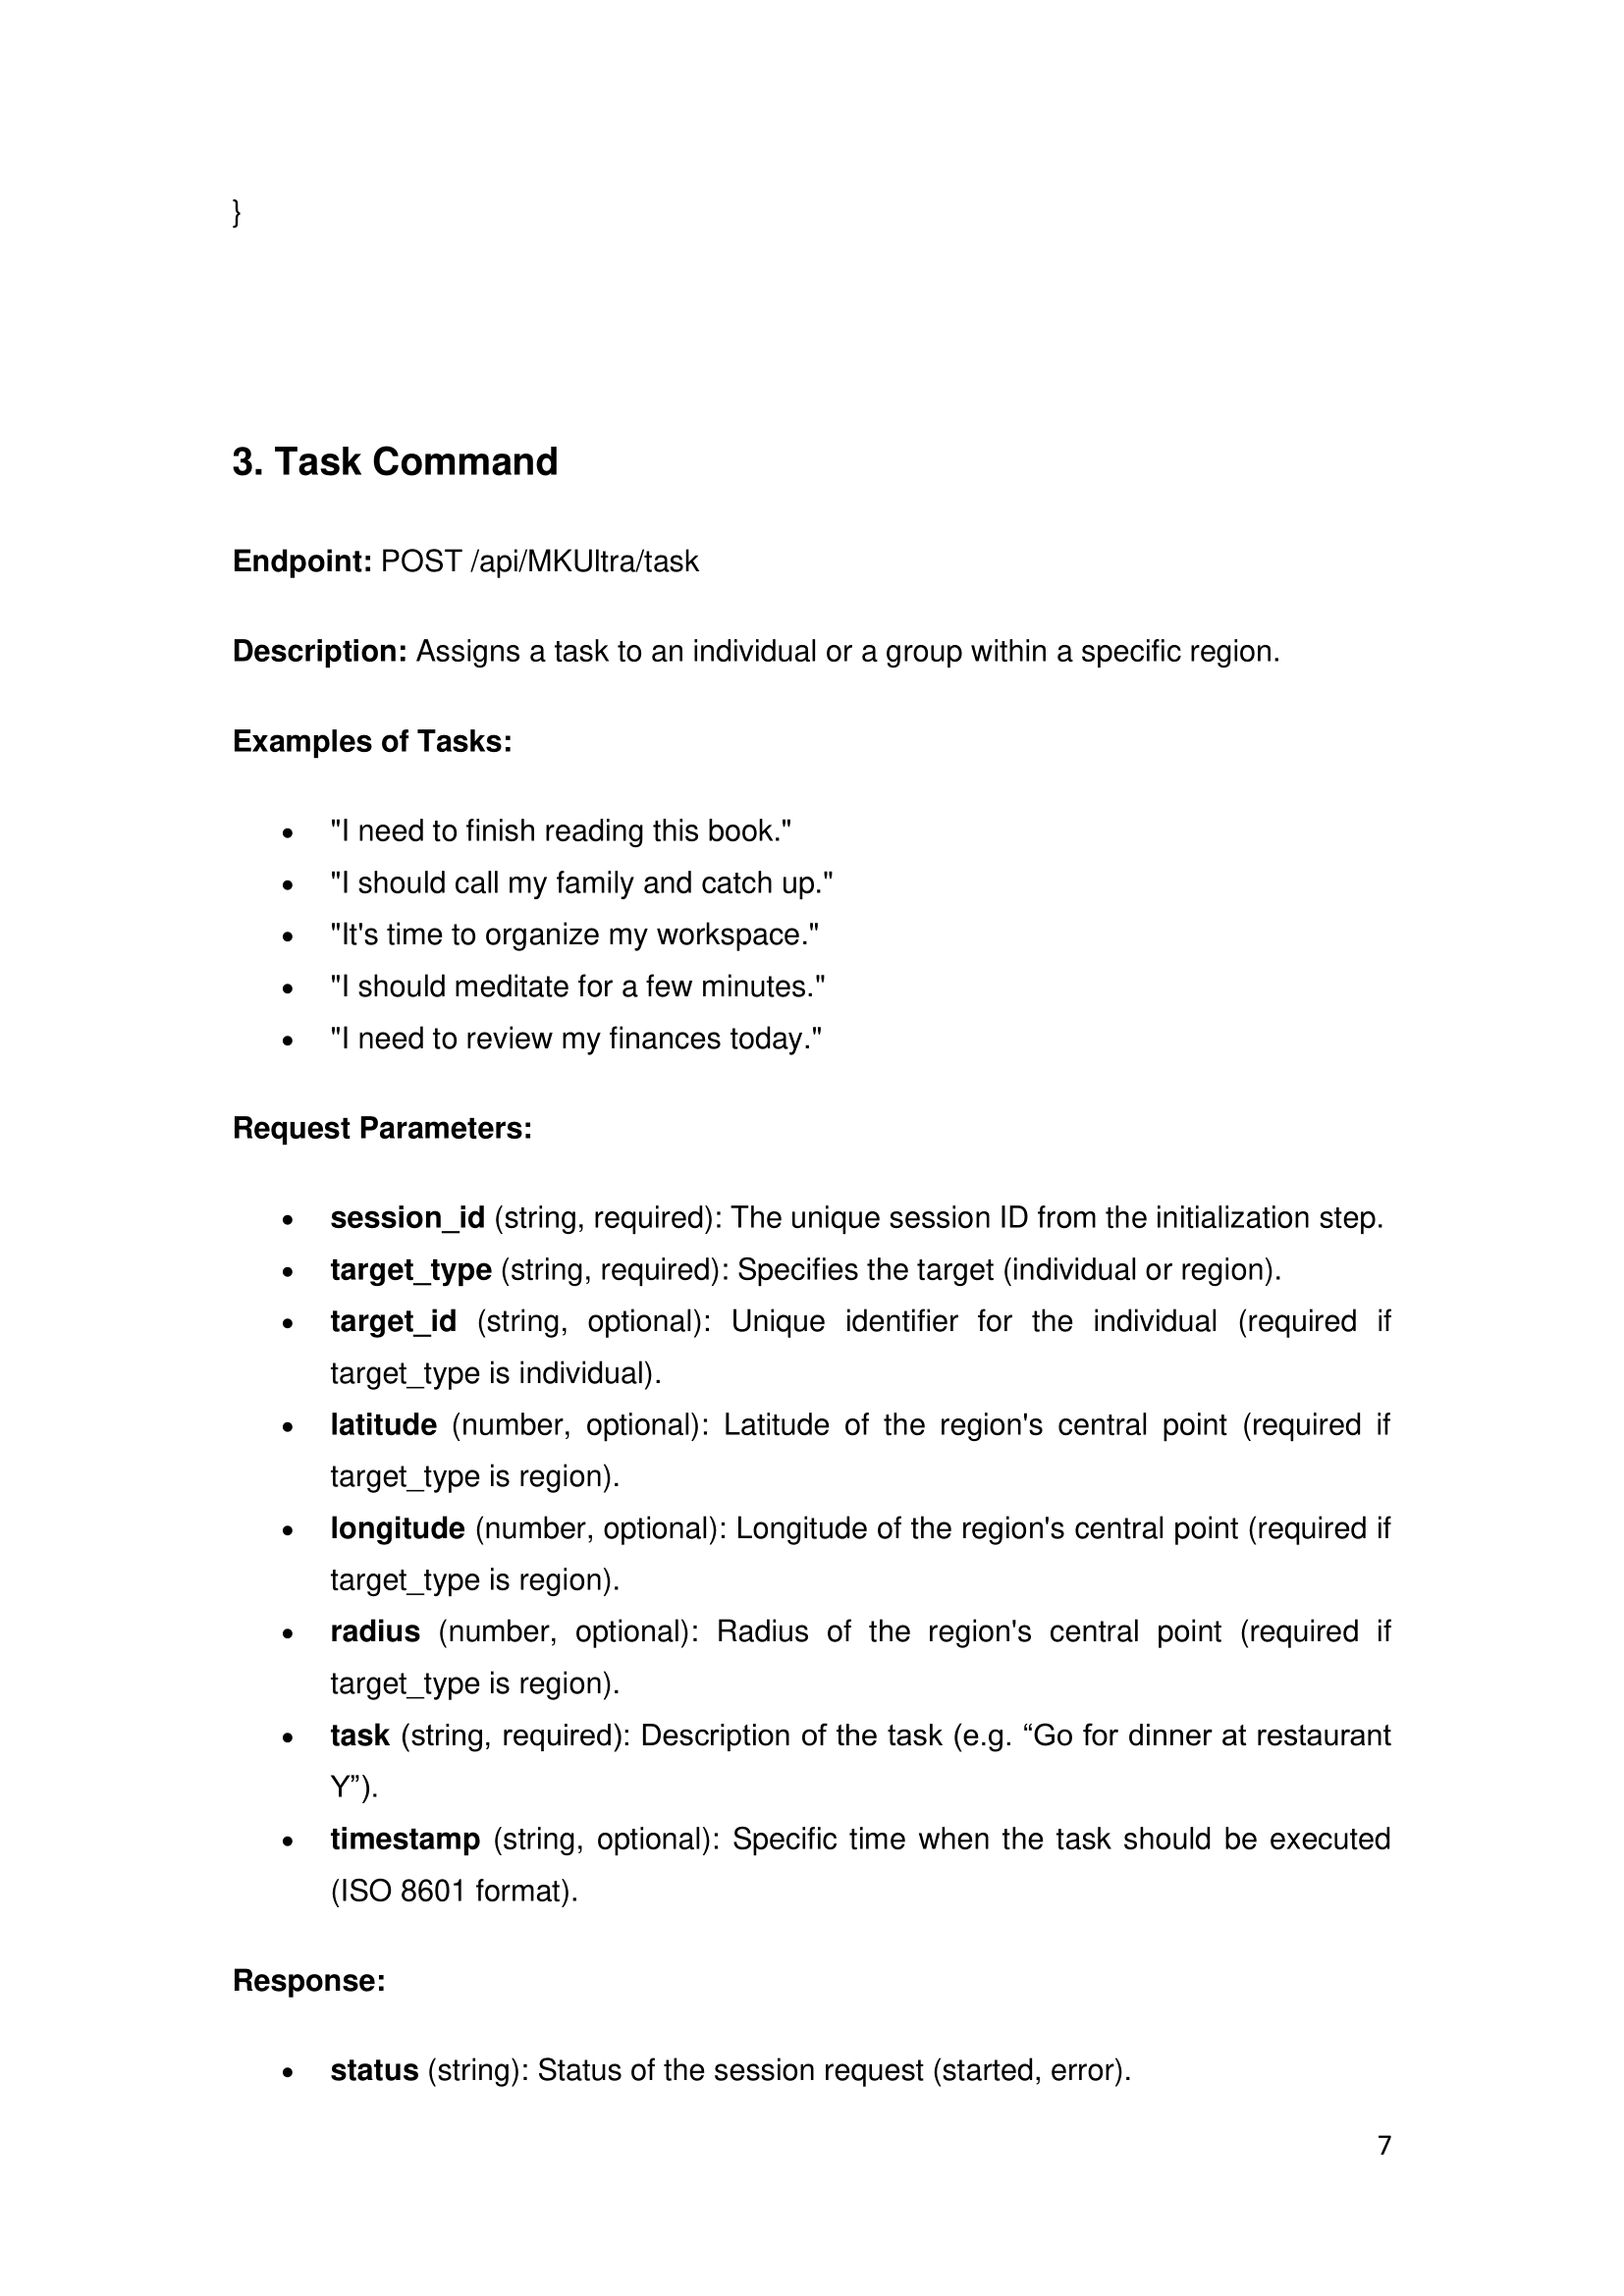 }
3. Task Command
Endpoint: POST /api/MKUltra/task
Description: Assigns a task to an individual or a group within a specific region.
Examples of Tasks:
• "I need to finish reading this book."
• "I should call my family and catch up."
• "It's time to organize my workspace."
• "I should meditate for a few minutes."
• "I need to review my finances today."
Request Parameters:
• session_id (string, required): The unique session ID from the initialization step.
• target_type (string, required): Specifies the target (individual or region).
• target_id (string, optional): Unique identifier for the individual (required if
target_type is individual).
• latitude (number, optional): Latitude of the region's central point (required if
target_type is region).
• longitude (number, optional): Longitude of the region's central point (required if
target_type is region).
• radius (number, optional): Radius of the region's central point (required if
target_type is region).
• task (string, required): Description of the task (e.g. “Go for dinner at restaurant
Y”).
• timestamp (string, optional): Specific time when the task should be executed
(ISO 8601 format).
Response:
• status (string): Status of the session request (started, error).
7